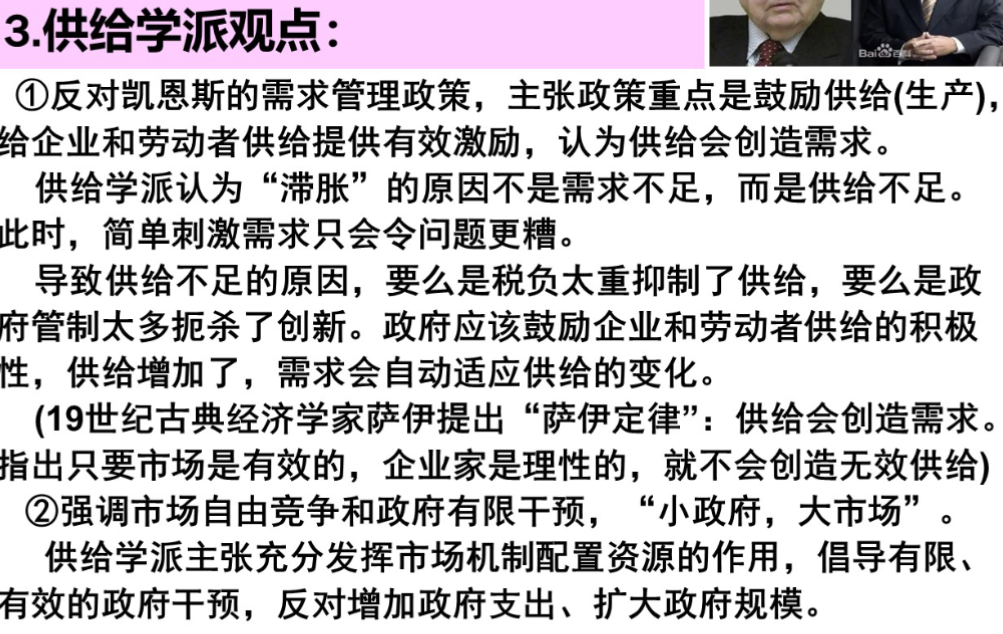 3.供给学派观点：
Bai百科
①反对凯恩斯的需求管理政策，主张政策重点是鼓励供给(生产)，
给企业和劳动者供给提供有效激励，认为供给会创造需求。
供给学派认为“滞胀”的原因不是需求不足，而是供给不足。
此时，简单刺激需求只会令问题更糟。
导致供给不足的原因，要么是税负太重抑制了供给，要么是政
府管制太多扼杀了创新。政府应该鼓励企业和劳动者供给的积极
性，供给增加了，需求会自动适应供给的变化。
(19世纪古典经济学家萨伊提出“萨伊定律”：供给会创造需求。
指出只要市场是有效的，企业家是理性的，就不会创造无效供给)
②强调市场自由竞争和政府有限干预，“小政府，大市场”。
供给学派主张充分发挥市场机制配置资源的作用，倡导有限、
有效的政府干预，反对增加政府支出、扩大政府规模。